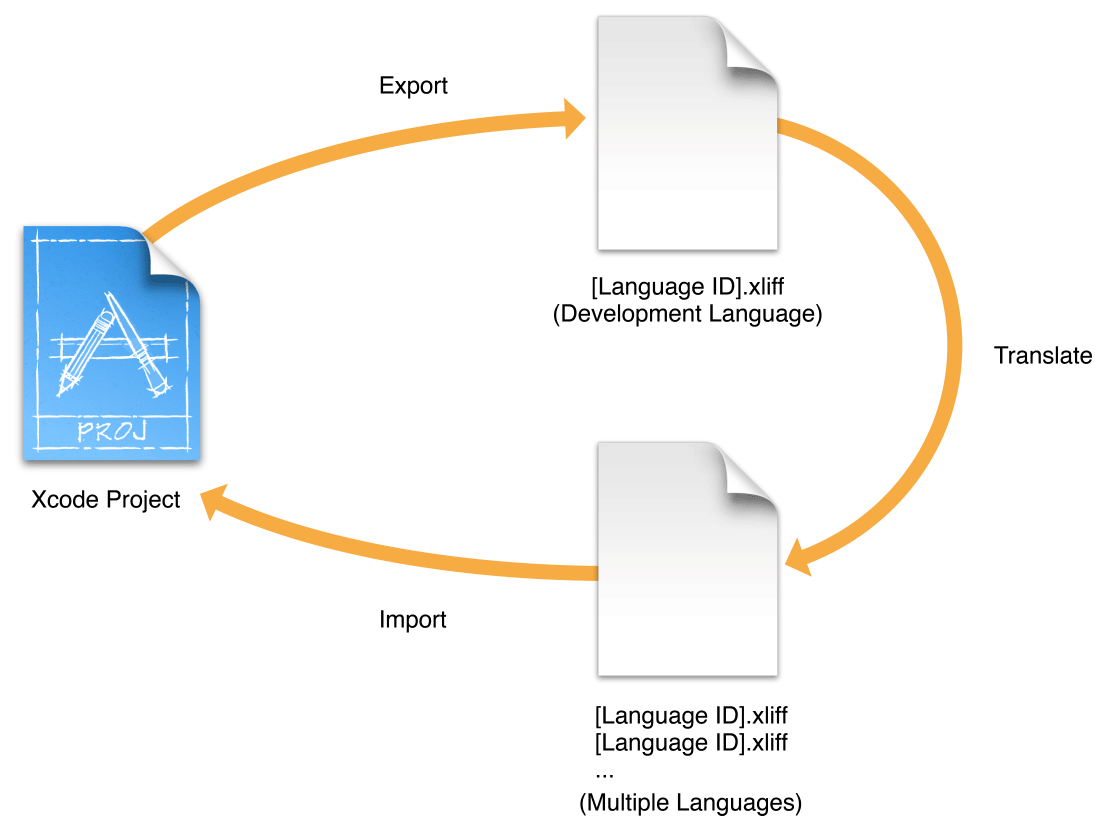 Export
[Language ID].xliff
(Development Language)
Translate
PROJ
Xcode Project
Import
[Language ID].xliff
[Language ID].xliff
...
(Multiple Languages)